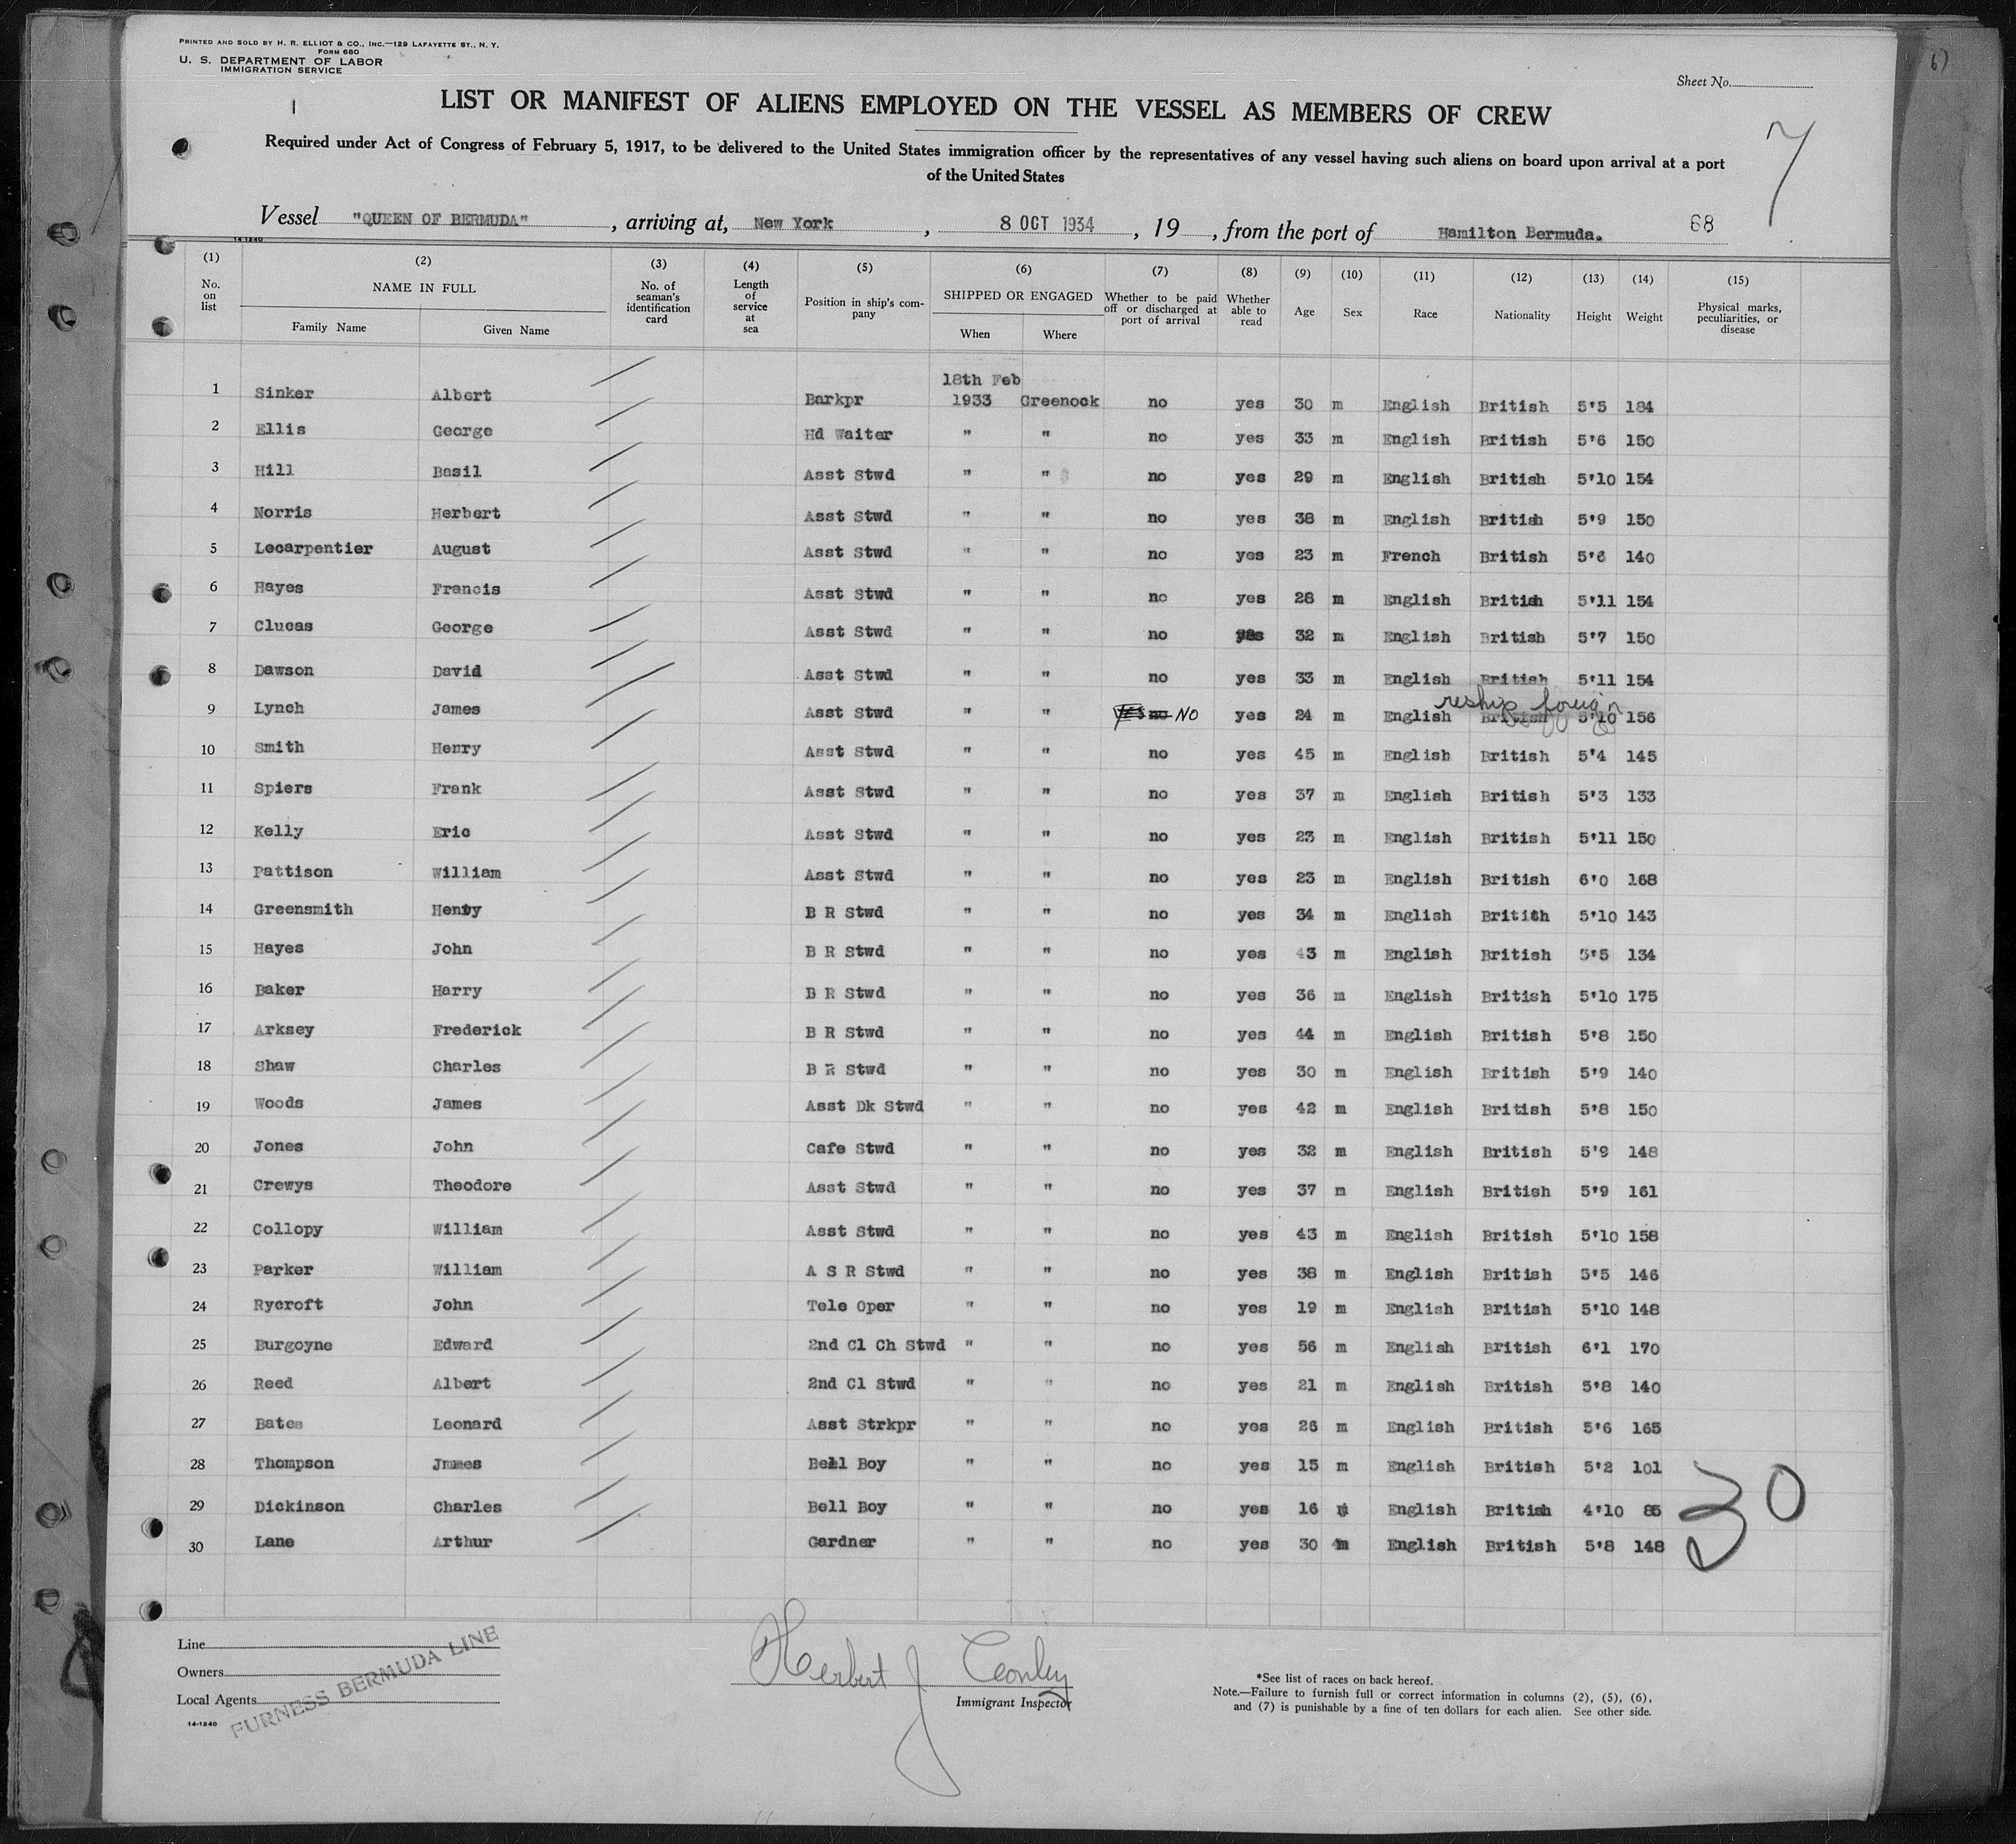 PRINTED AND SOLD BY H. R. ELLIOT & CO., INC.—129 LAFAYETTE ST., N. Y.
FORM 680
U. S. DEPARTMENT OF LABOR
IMMIGRATION SERVICE
Sheet No.
LIST OR MANIFEST OF ALIENS EMPLOYED ON THE VESSEL AS MEMBERS OF CREW
7
Required under Act of Congress of February 5, 1917, to be delivered to the United States immigration officer by the representatives of any vessel having such aliens on board upon arrival at a port
of the United States
Vessel "QUEEN OF BERMUDA" , arriving at, New York , 8 OCT 1934 , 19 , from the port of Hamilton Bermuda. 68
14-1240
(1) (2) (3) (4) (5) (6) (7) (8) (9) (10) (11) (12) (13) (14) (15)
No. on list NAME IN FULL Family Name Given Name No. of seaman's identification card Length of service at sea Position in ship's company SHIPPED OR ENGAGED When Where Whether to be paid off or discharged at port of arrival Whether able to read Age Sex Race Nationality Height Weight Physical marks, peculiarities, or disease
18th Feb
1 Sinker Albert Barkpr 1933 Greenock no yes 30 m English British 5'5 184
2 Ellis George Hd Waiter " " no yes 33 m English British 5'6 150
3 Hill Basil Asst Stwd " " no yes 29 m English British 5'10 154
4 Norris Herbert Asst Stwd " " no yes 38 m English British 5'9 150
5 Lecarpentier August Asst Stwd " " no yes 23 m French British 5'6 140
6 Hayes Francis Asst Stwd " " no yes 28 m English British 5'11 154
7 Clucas George Asst Stwd " " no yes 32 m English British 5'7 150
8 Dawson David Asst Stwd " " no yes 33 m English British 5'11 154
reship foreign
9 Lynch James Asst Stwd " " yes no NO yes 24 m English British 5'10 156
10 Smith Henry Asst Stwd " " no yes 45 m English British 5'4 145
11 Spiers Frank Asst Stwd " " no yes 37 m English British 5'3 133
12 Kelly Eric Asst Stwd " " no yes 23 m English British 5'11 150
13 Pattison William Asst Stwd " " no yes 23 m English British 6'0 168
14 Greensmith Henry B R Stwd " " no yes 34 m English British 5'10 143
15 Hayes John B R Stwd " " no yes 43 m English British 5'5 134
16 Baker Harry B R Stwd " " no yes 36 m English British 5'10 175
17 Arksey Frederick B R Stwd " " no yes 44 m English British 5'8 150
18 Shaw Charles B R Stwd " " no yes 30 m English British 5'9 140
19 Woods James Asst Dk Stwd " " no yes 42 m English British 5'8 150
20 Jones John Cafe Stwd " " no yes 32 m English British 5'9 148
21 Crewys Theodore Asst Stwd " " no yes 37 m English British 5'9 161
22 Collopy William Asst Stwd " " no yes 43 m English British 5'10 158
23 Parker William A S R Stwd " " no yes 38 m English British 5'5 146
24 Rycroft John Tele Oper " " no yes 19 m English British 5'10 148
25 Burgoyne Edward 2nd Cl Ch Stwd " " no yes 56 m English British 6'1 170
26 Reed Albert 2nd Cl Stwd " " no yes 21 m English British 5'8 140
27 Bates Leonard Asst Strkpr " " no yes 26 m English British 5'6 165
28 Thompson James Bell Boy " " no yes 15 m English British 5'2 101
29 Dickinson Charles Bell Boy " " no yes 16 m English British 4'10 85
30 Lane Arthur Gardner " " no yes 30 m English British 5'8 148
30
Line
Owners
Local Agents
FURNESS BERMUDA LINE
14-1240
Herbert J Conley
Immigrant Inspector
*See list of races on back hereof.
Note.—Failure to furnish full or correct information in columns (2), (5), (6),
and (7) is punishable by a fine of ten dollars for each alien. See other side.